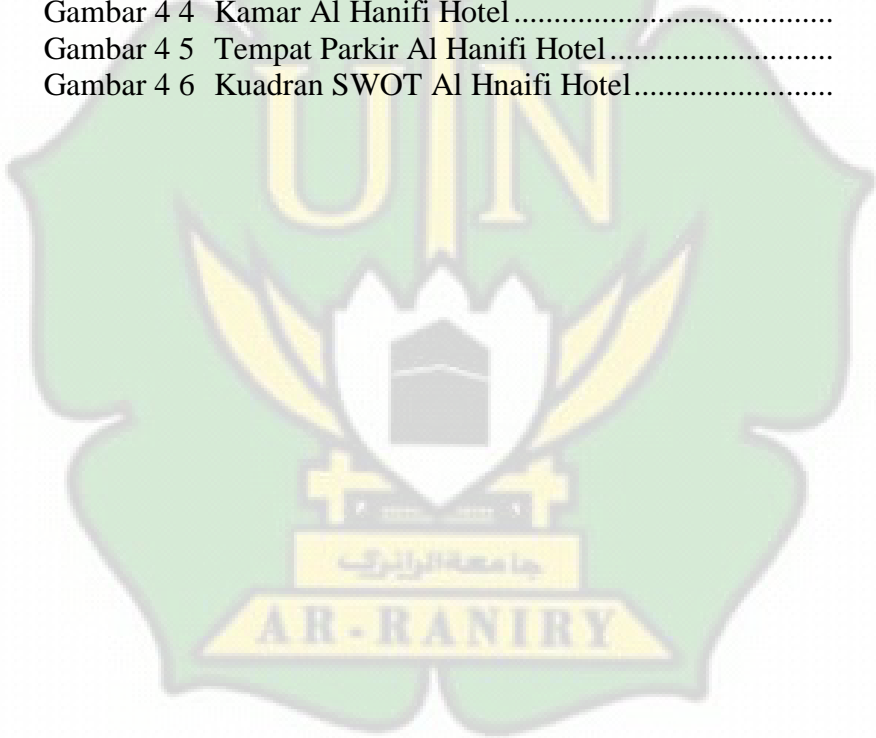 Gambar 4 4 Kamar Al Hanifi Hotel........................................
Gambar 4 5 Tempat Parkir Al Hanifi Hotel............................
Gambar 4 6 Kuadran SWOT Al Hnaifi Hotel.........................
UIN
جامعة الرانري
AR-RANIRY